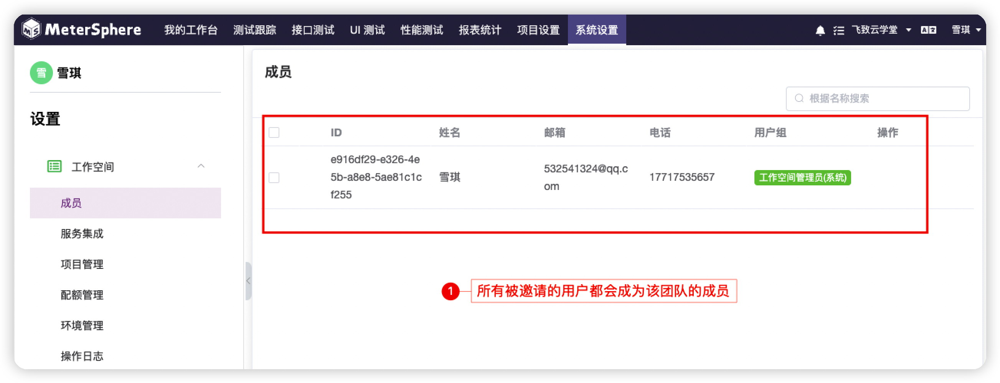 MeterSphere 我的工作台 测试跟踪 接口测试 UI 测试 性能测试 报表统计 项目设置 系统设置 飞致云学堂 雪琪
雪 雪琪
设置
工作空间
成员
服务集成
项目管理
配额管理
环境管理
操作日志
成员
根据名称搜索
ID 姓名 邮箱 电话 用户组 操作
e916df29-e326-4e
5b-a8e8-5ae81c1c
f255
雪琪
532541324@qq.c
om
17717535657
工作空间管理员(系统)
1 所有被邀请的用户都会成为该团队的成员